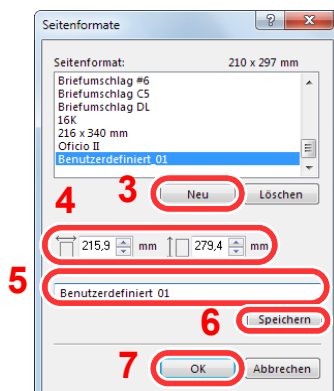 Seitenformate
Seitenformat: 210 x 297 mm
Briefumschlag #6
Briefumschlag C5
Briefumschlag DL
16K
216 x 340 mm
Oficio II
Benutzerdefiniert_01
3 Neu Löschen
4
215,9 mm 279,4 mm
5
Benutzerdefiniert 01
6 Speichern
7 OK Abbrechen